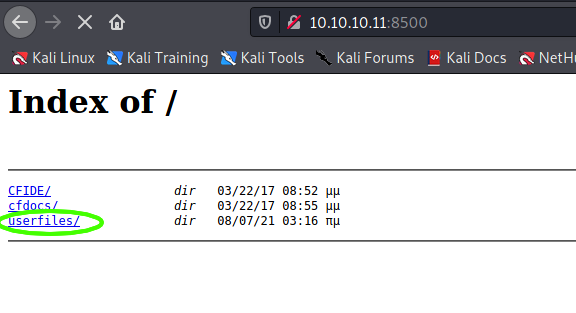 10.10.10.11:8500
Kali Linux Kali Training Kali Tools Kali Forums Kali Docs NetHu
Index of /
CFIDE/ dir 03/22/17 08:52 μμ
cfdocs/ dir 03/22/17 08:55 μμ
userfiles/ dir 08/07/21 03:16 πμ